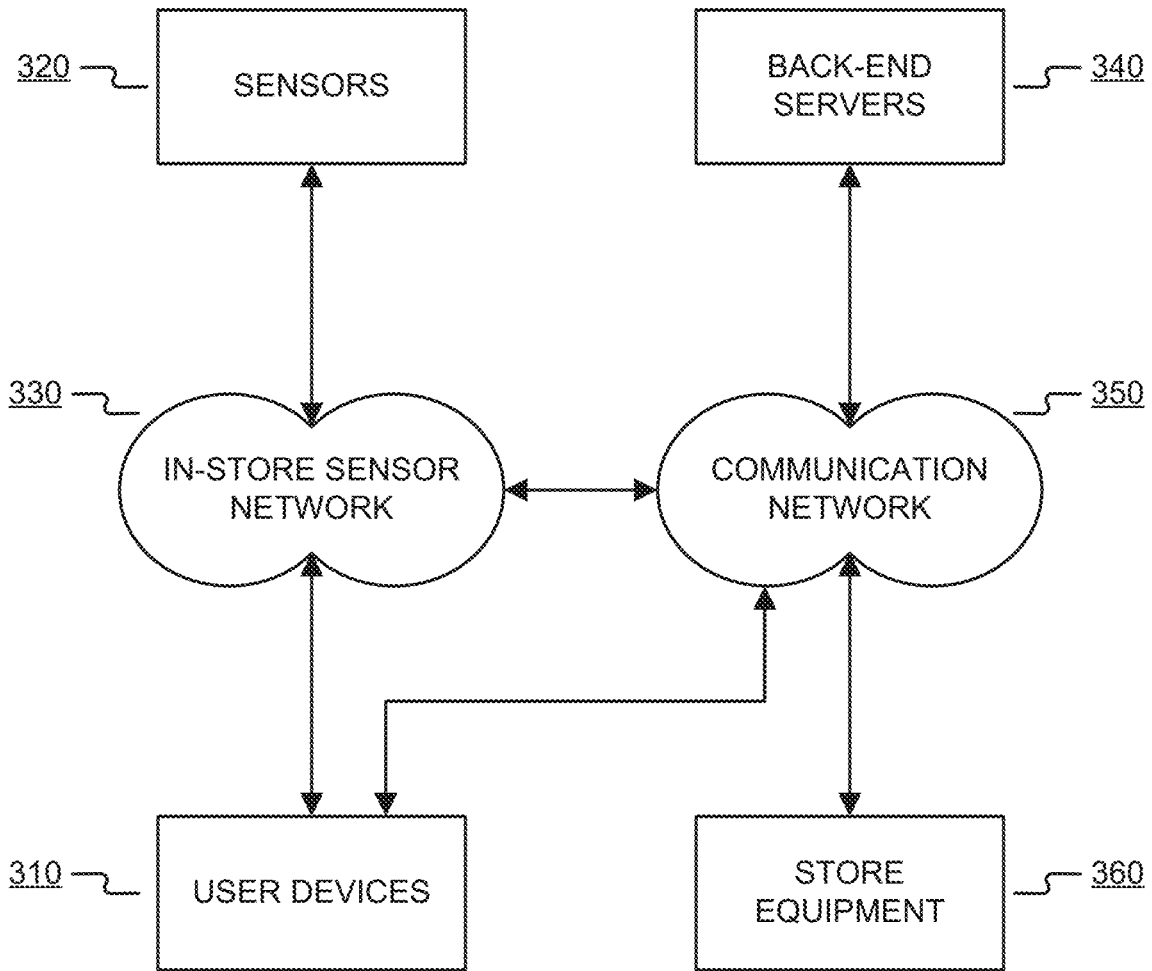 320
SENSORS
BACK-END
SERVERS
340
330
IN-STORE SENSOR
NETWORK
COMMUNICATION
NETWORK
350
310
USER DEVICES
STORE
EQUIPMENT
360